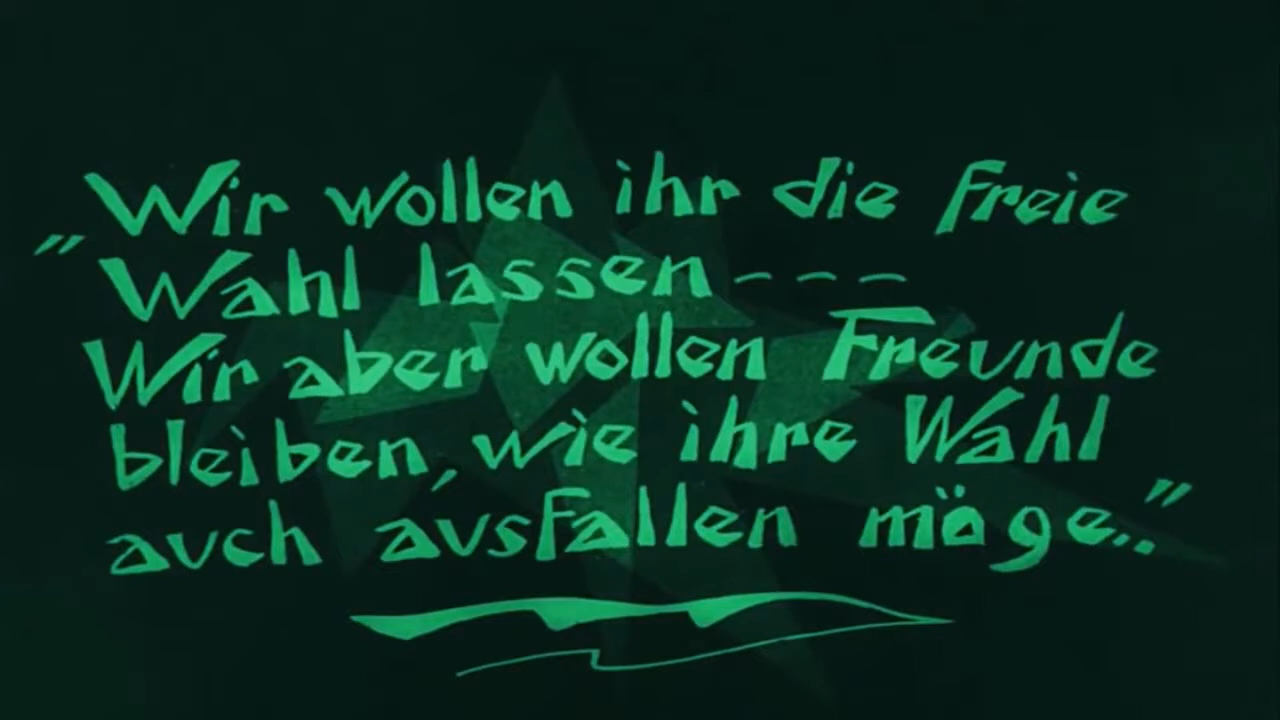 "Wir wollen ihr die Freie
Wahl lassen - - -
Wir aber wollen Freunde
bleiben, wie ihre Wahl
auch ausfallen möge.."